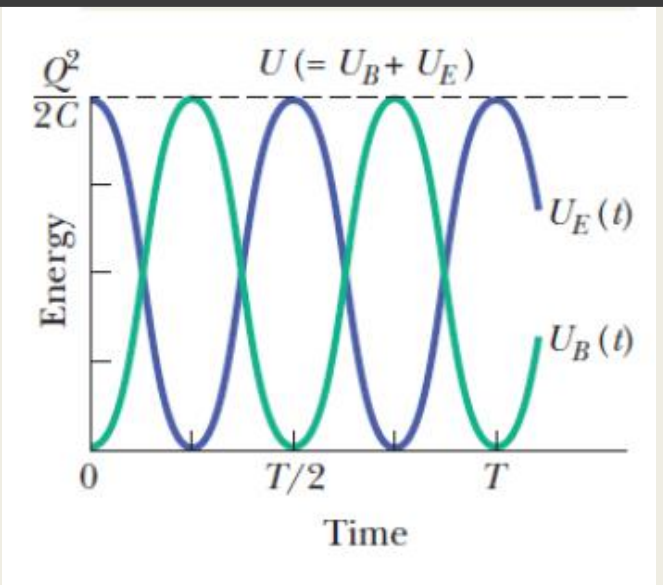 Q²
2C
U (= U_B + U_E)
Energy
U_E (t)
U_B (t)
0
T/2
T
Time